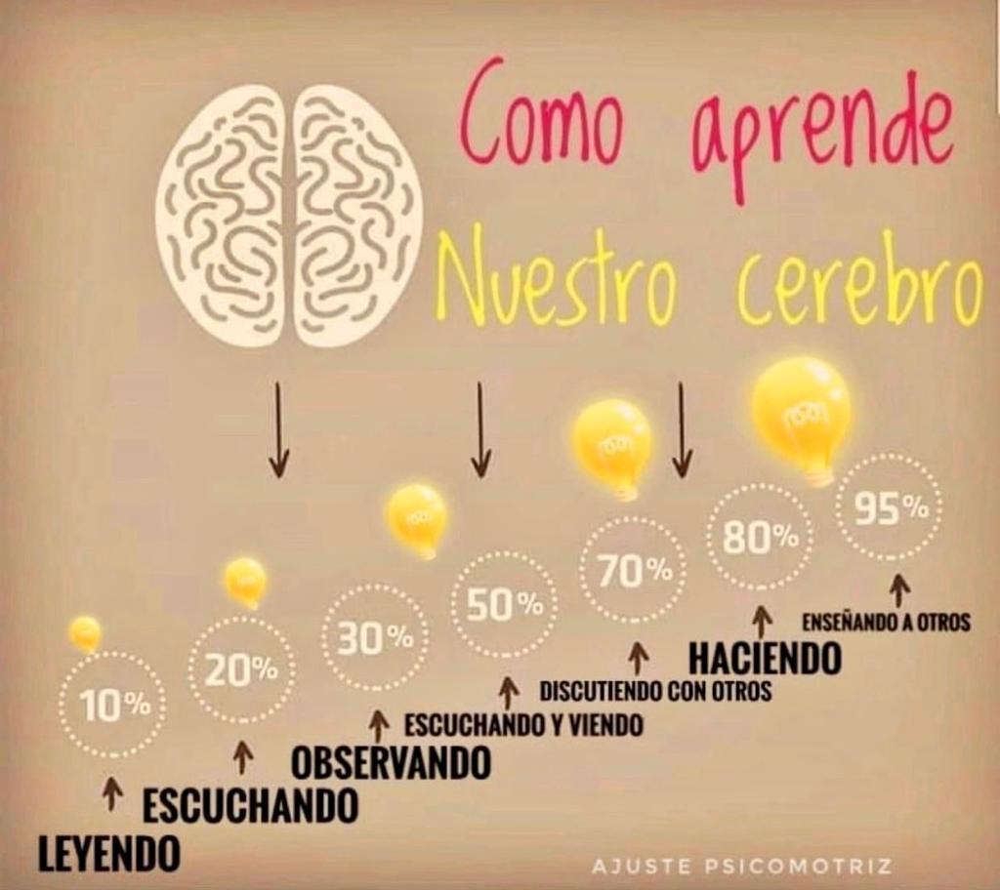 Como aprende
Nuestro cerebro
10%
20%
30%
50%
70%
80%
95%
LEYENDO
ESCUCHANDO
OBSERVANDO
ESCUCHANDO Y VIENDO
DISCUTIENDO CON OTROS
HACIENDO
ENSEÑANDO A OTROS
AJUSTE PSICOMOTRIZ